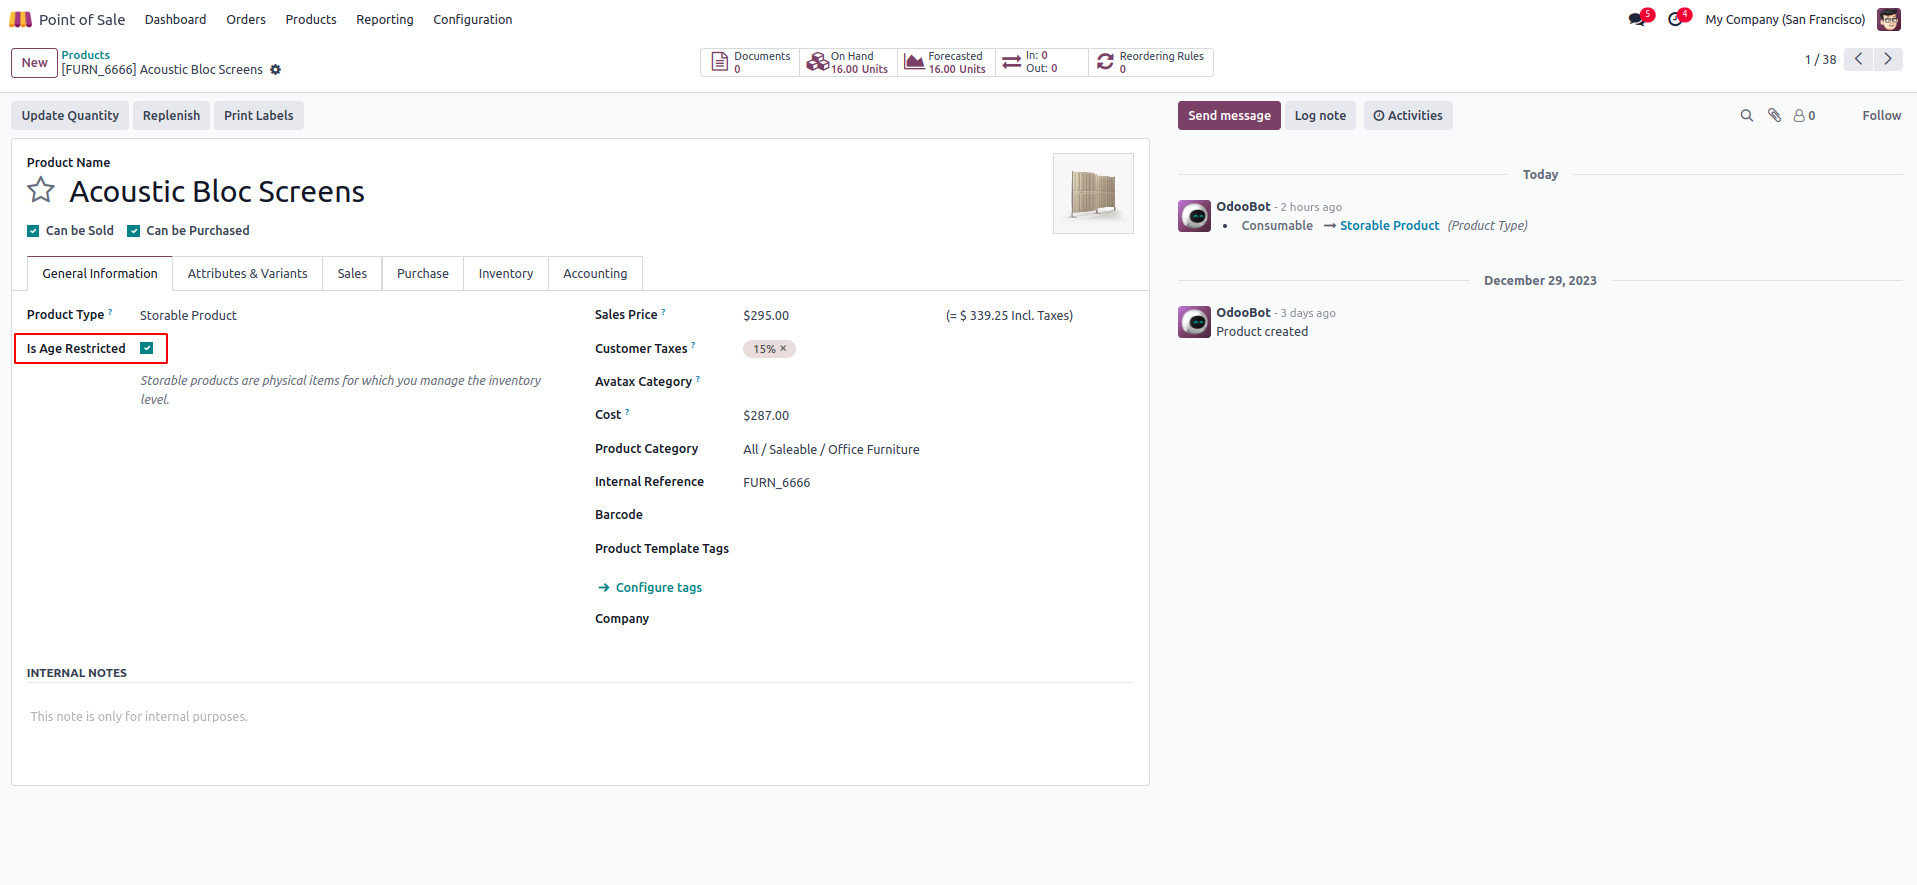 Point of Sale Dashboard Orders Products Reporting Configuration 5 4 My Company (San Francisco)
New Products
[FURN_6666] Acoustic Bloc Screens
Documents
0
On Hand
16.00 Units
Forecasted
16.00 Units
In: 0
Out: 0
Reordering Rules
0
1 / 38
Update Quantity Replenish Print Labels
Send message Log note Activities 0 Follow
Product Name
Acoustic Bloc Screens
Can be Sold Can be Purchased
General Information Attributes & Variants Sales Purchase Inventory Accounting
Product Type ? Storable Product
Is Age Restricted
Storable products are physical items for which you manage the inventory
level.
Sales Price ? $295.00 (= $ 339.25 Incl. Taxes)
Customer Taxes ? 15% ×
Avatax Category ?
Cost ? $287.00
Product Category All / Saleable / Office Furniture
Internal Reference FURN_6666
Barcode
Product Template Tags
→ Configure tags
Company
INTERNAL NOTES
This note is only for internal purposes.
Today
OdooBot - 2 hours ago
• Consumable → Storable Product (Product Type)
December 29, 2023
OdooBot - 3 days ago
Product created